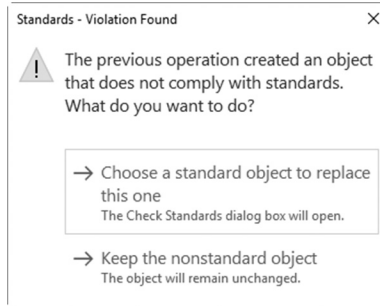 Standards - Violation Found
The previous operation created an object
that does not comply with standards.
What do you want to do?
Choose a standard object to replace
this one
The Check Standards dialog box will open.
Keep the nonstandard object
The object will remain unchanged.